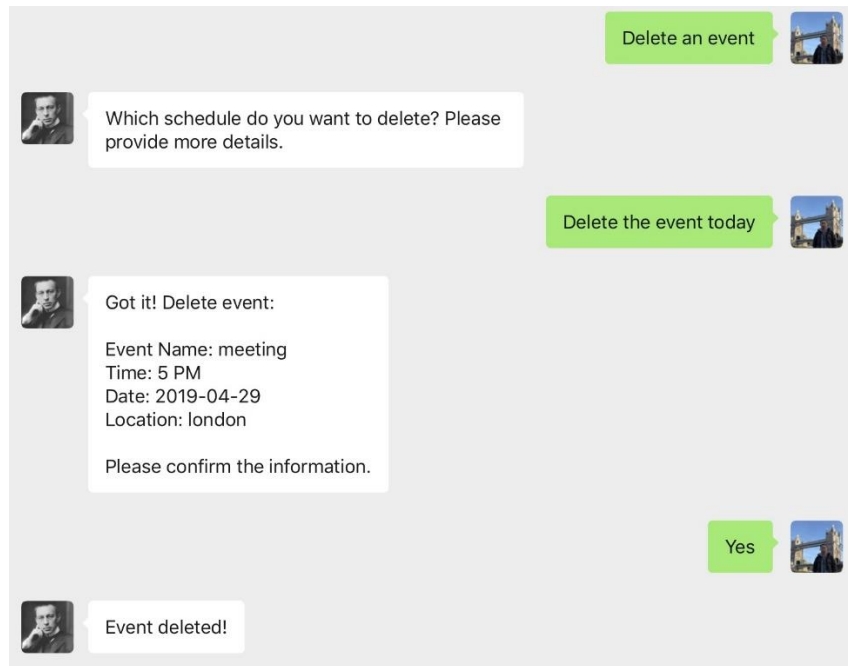 Delete an event
Which schedule do you want to delete? Please
provide more details.
Delete the event today
Got it! Delete event:
Event Name: meeting
Time: 5 PM
Date: 2019-04-29
Location: london
Please confirm the information.
Yes
Event deleted!